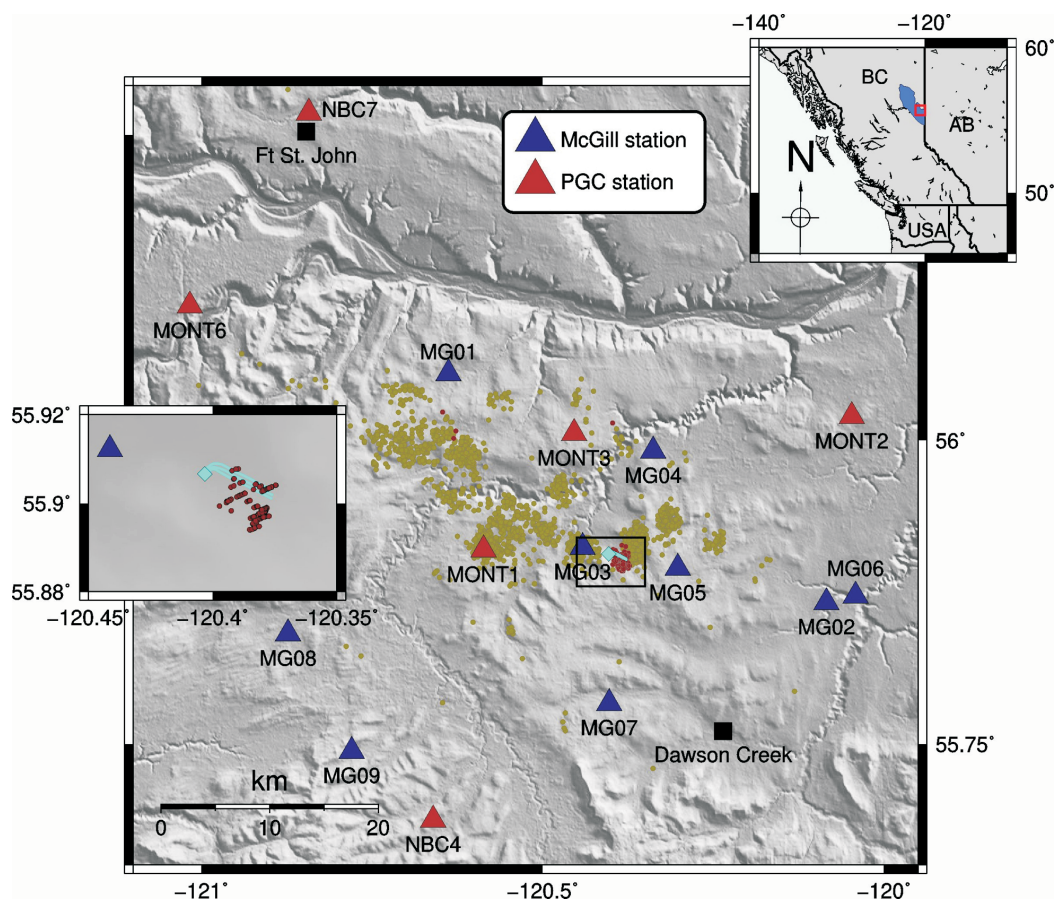 -140° -120°
60°
BC
AB
N
50°
USA
NBC7
Ft St. John
McGill station
PGC station
MONT6
MG01
55.92°
MONT2
56°
MONT3
MG04
55.9°
MONT1
MG03
MG05
MG06
55.88°
MG02
-120.45 -120.4° -120.35°
MG08
MG07
Dawson Creek
55.75°
MG09
km
0 10 20
NBC4
-121° -120.5° -120°